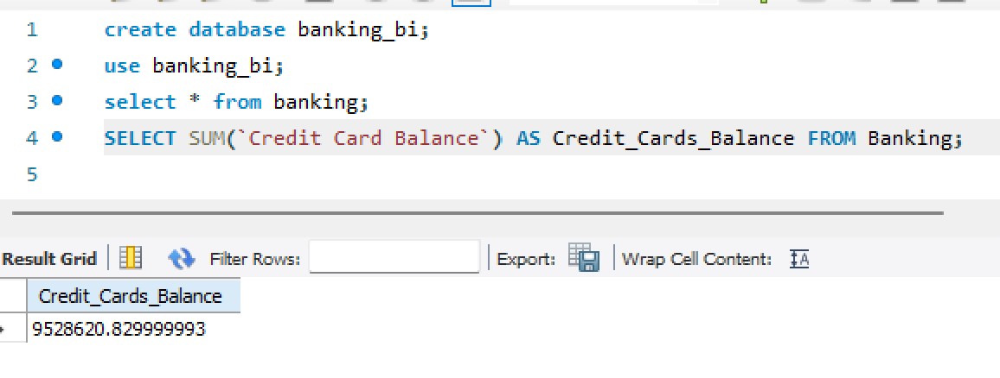 1 create database banking_bi;
2 use banking_bi;
3 select * from banking;
4 SELECT SUM(`Credit Card Balance`) AS Credit_Cards_Balance FROM Banking;
5
Result Grid Filter Rows: Export: Wrap Cell Content: IA
Credit_Cards_Balance
9528620.829999993